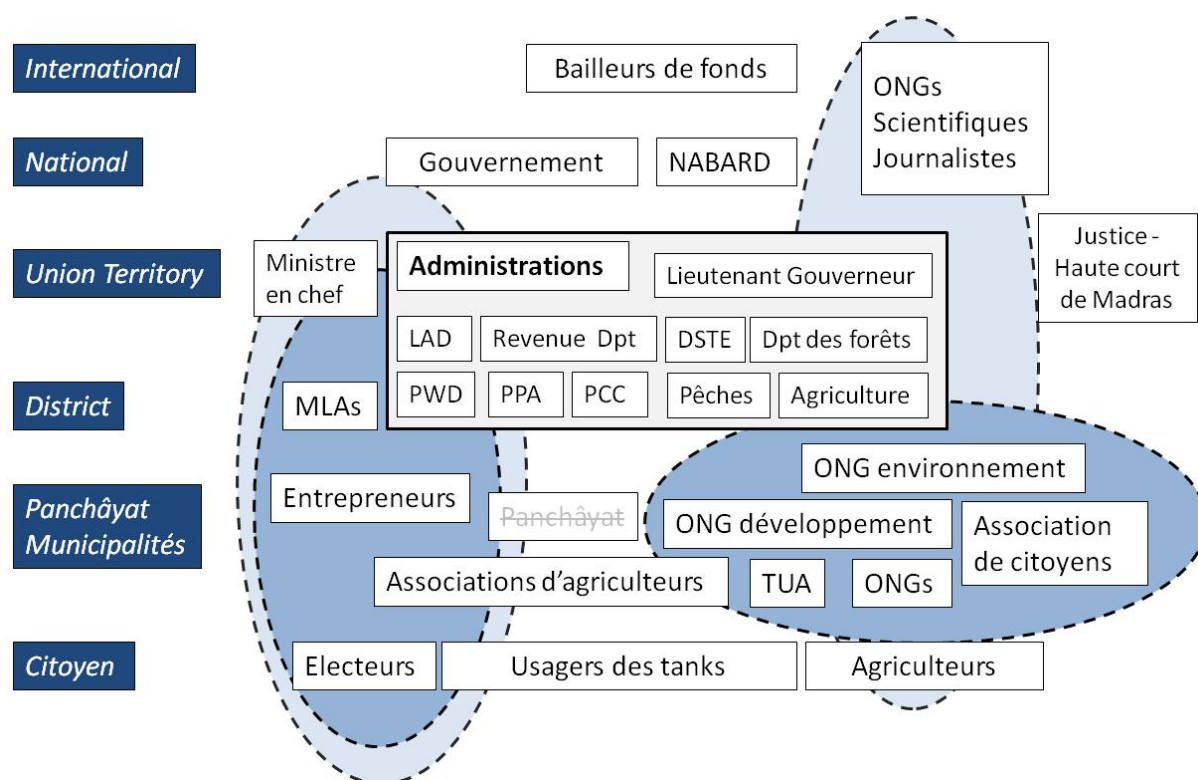 International
Bailleurs de fonds
ONGs
Scientifiques
Journalistes
National
Gouvernement
NABARD
Union Territory
Ministre
en chef
Administrations
Lieutenant Gouverneur
Justice -
Haute court
de Madras
LAD
Revenue Dpt
DSTE
Dpt des forêts
District
MLAs
PWD
PPA
PCC
Pêches
Agriculture
ONG environnement
Panchâyat
Municipalités
Entrepreneurs
Panchâyat
ONG développement
Association
de citoyens
Associations d'agriculteurs
TUA
ONGs
Citoyen
Electeurs
Usagers des tanks
Agriculteurs